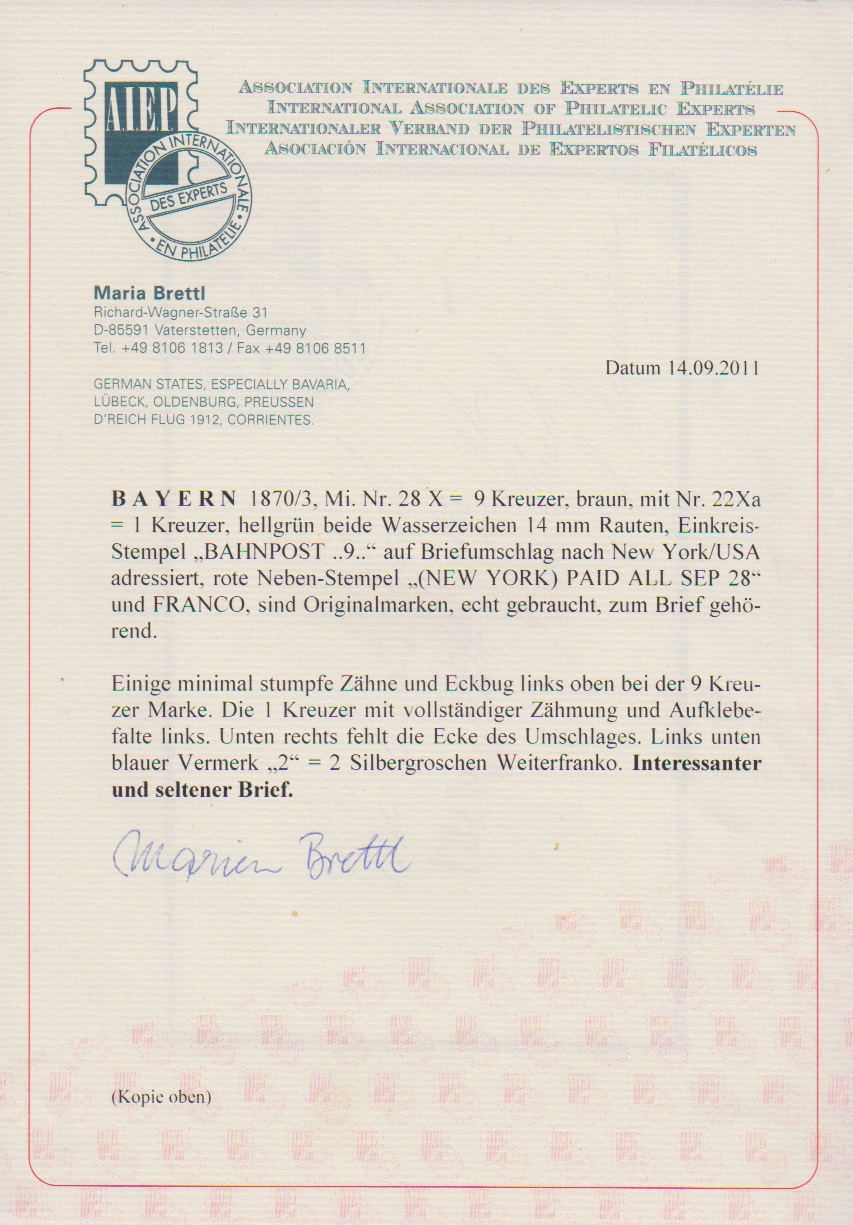 AIEP
ASSOCIATION INTERNATIONALE
DES EXPERTS
• EN PHILATELIE •
ASSOCIATION INTERNATIONALE DES EXPERTS EN PHILATÉLIE
INTERNATIONAL ASSOCIATION OF PHILATELIC EXPERTS
INTERNATIONALER VERBAND DER PHILATELISTISCHEN EXPERTEN
ASOCIACIÓN INTERNACIONAL DE EXPERTOS FILATÉLICOS
Maria Brettl
Richard-Wagner-Straße 31
D-85591 Vaterstetten, Germany
Tel. +49 8106 1813 / Fax +49 8106 8511
Datum 14.09.2011
GERMAN STATES, ESPECIALLY BAVARIA,
LÜBECK, OLDENBURG, PREUSSEN
D'REICH FLUG 1912, CORRIENTES.
B A Y E R N 1870/3, Mi. Nr. 28 X = 9 Kreuzer, braun, mit Nr. 22Xa
= 1 Kreuzer, hellgrün beide Wasserzeichen 14 mm Rauten, Einkreis-
Stempel „BAHNPOST ..9..“ auf Briefumschlag nach New York/USA
adressiert, rote Neben-Stempel „(NEW YORK) PAID ALL SEP 28“
und FRANCO, sind Originalmarken, echt gebraucht, zum Brief gehö-
rend.
Einige minimal stumpfe Zähne und Eckbug links oben bei der 9 Kreu-
zer Marke. Die 1 Kreuzer mit vollständiger Zähmung und Aufklebe-
falte links. Unten rechts fehlt die Ecke des Umschlages. Links unten
blauer Vermerk „2“ = 2 Silbergroschen Weiterfranko. Interessanter
und seltener Brief.
Maria Brettl
(Kopie oben)